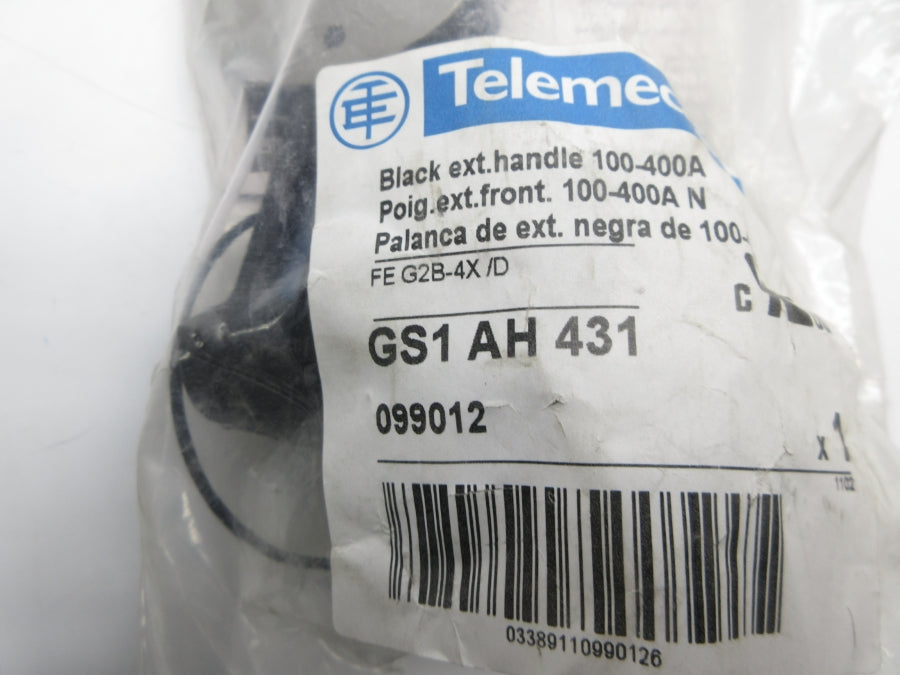 Telemec
Black ext.handle 100-400A
Poig.ext.front. 100-400A N
Palanca de ext. negra de 100-
FE G2B-4X /D
GS1 AH 431
099012
x 1
1102
03389110990126